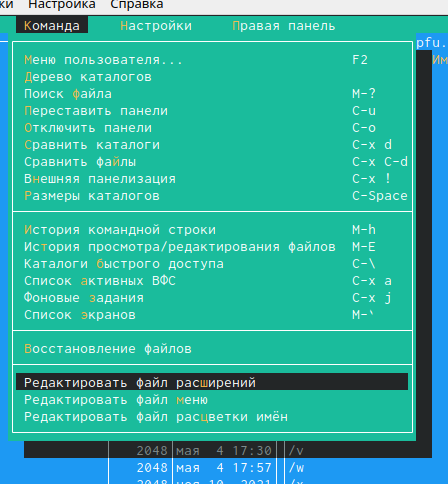 ки Настройка Справка
Команда Настройки Правая панель
pfu.
Меню пользователя... F2
Им
Дерево каталогов
Поиск файла M-?
Переставить панели C-u
Отключить панели C-o
Сравнить каталоги C-x d
Сравнить файлы C-x C-d
Внешняя панелизация C-x !
Размеры каталогов C-Space
История командной строки M-h
История просмотра/редактирования файлов M-E
Каталоги быстрого доступа C-\
Список активных ВФС C-x a
Фоновые задания C-x j
Список экранов M-`
Восстановление файлов
Редактировать файл расширений
Редактировать файл меню
Редактировать файл расцветки имён
2048 мая 4 17:30 /v
2048 мая 4 17:57 /w